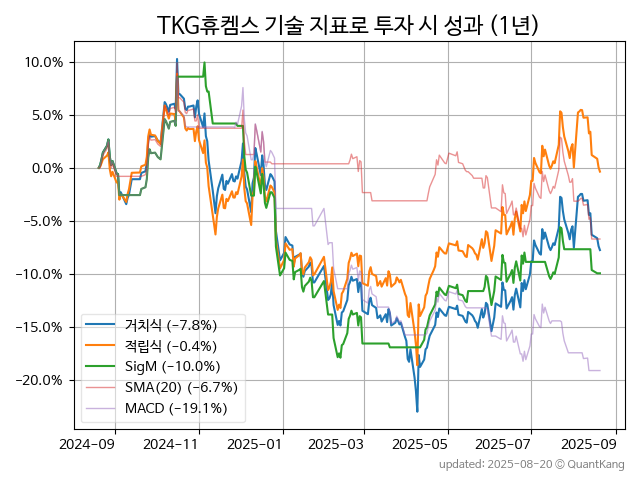 TKG휴켐스 기술 지표로 투자 시 성과 (1년)
10.0%
5.0%
0.0%
−5.0%
−10.0%
−15.0%
−20.0%
거치식 (−7.8%)
적립식 (−0.4%)
SigM (−10.0%)
SMA(20) (−6.7%)
MACD (−19.1%)
2024-09 2024-11 2025-01 2025-03 2025-05 2025-07 2025-09
updated: 2025-08-20 © QuantKang